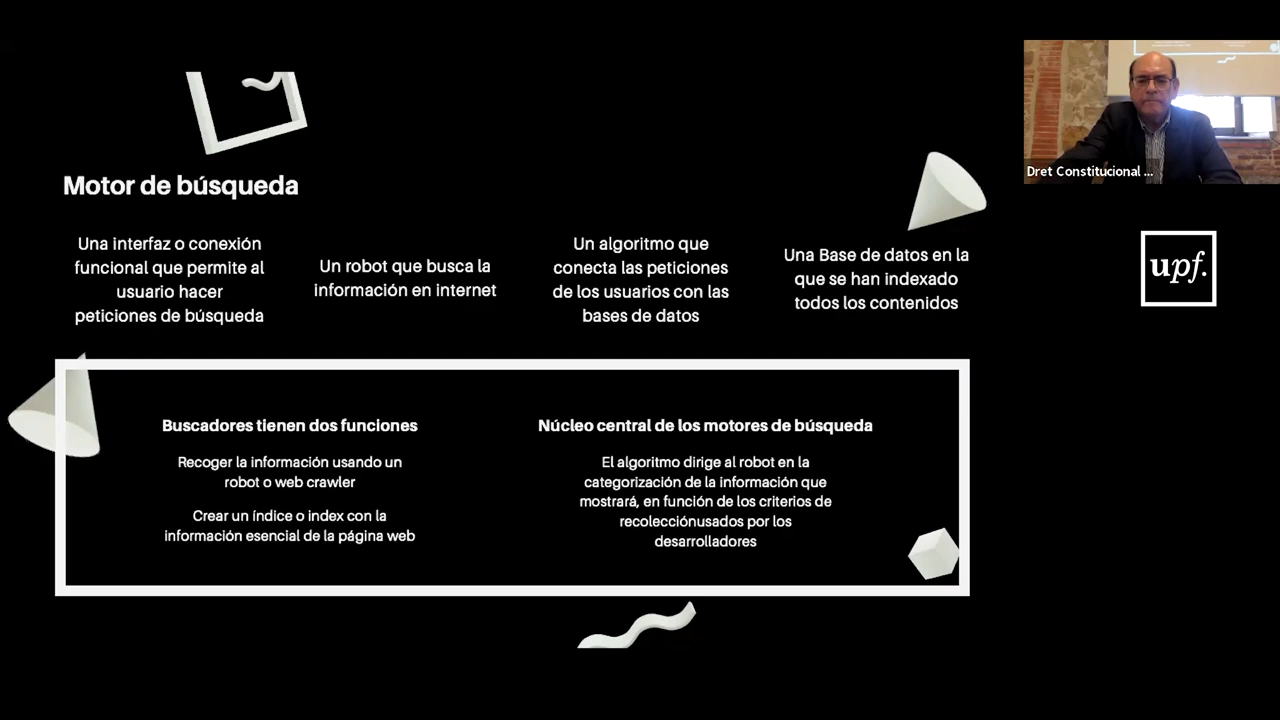 Motor de búsqueda
Una interfaz o conexión
funcional que permite al
usuario hacer
peticiones de búsqueda
Un robot que busca la
información en internet
Un algoritmo que
conecta las peticiones
de los usuarios con las
bases de datos
Una Base de datos en la
que se han indexado
todos los contenidos
Buscadores tienen dos funciones
Recoger la información usando un
robot o web crawler
Crear un índice o index con la
información esencial de la página web
Núcleo central de los motores de búsqueda
El algoritmo dirige al robot en la
categorización de la información que
mostrará, en función de los criterios de
recolecciónusados por los
desarrolladores
Dret Constitucional ...
upf.